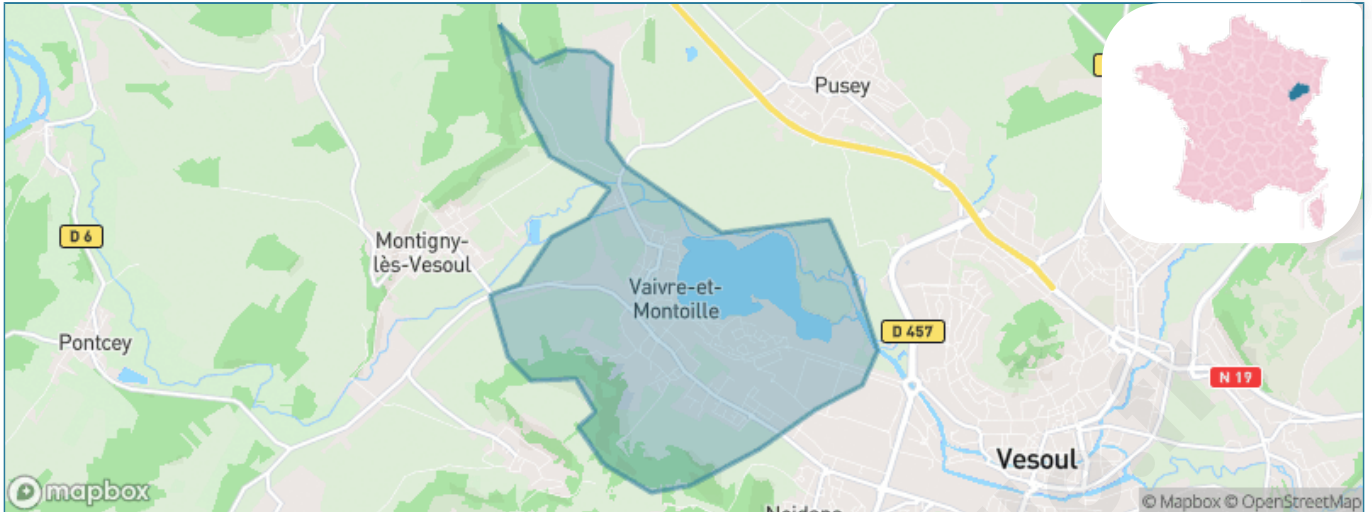 Pusey
D 6
Montigny-
lès-Vesoul
Vaivre-et-
Montoille
D 457
Pontcey
N 19
Vesoul
mapbox
© Mapbox © OpenStreetMap